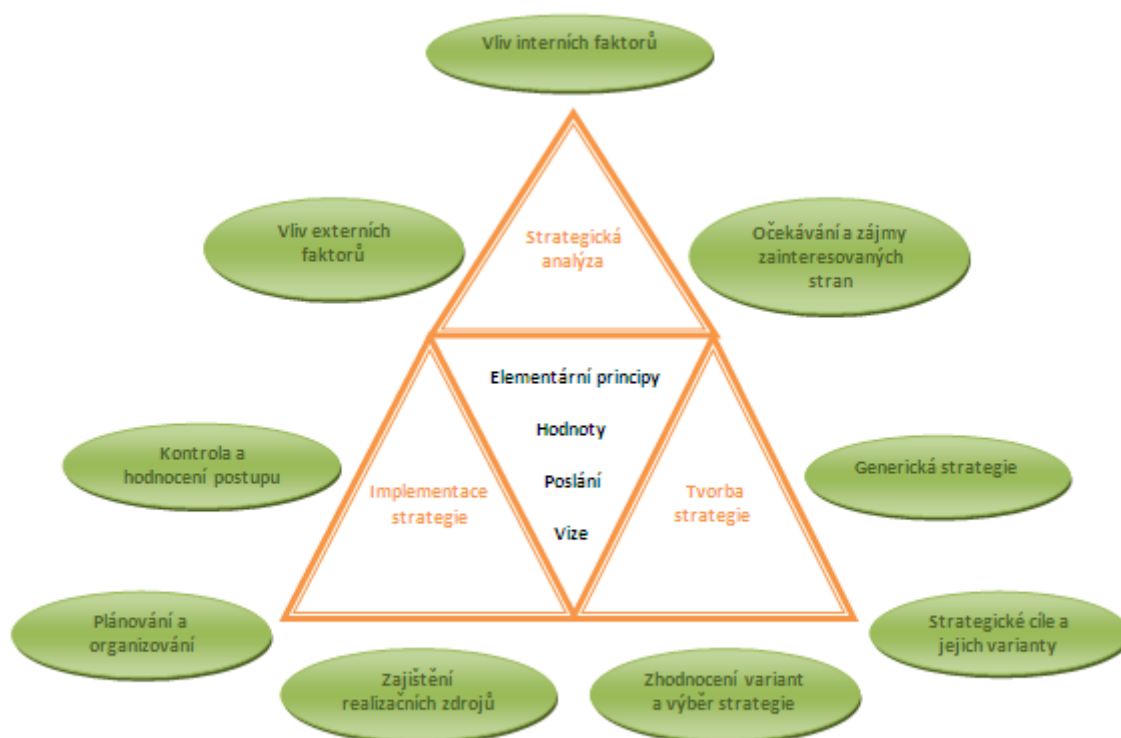 Vliv interních faktorů
Vliv externích
faktorů
Strategická
analýza
Očekávání a zájmy
zainteresovaných
stran
Elementární principy
Hodnoty
Poslání
Vize
Kontrola a
hodnocení postupu
Implementace
strategie
Tvorba
strategie
Generická strategie
Plánování a
organizování
Strategické cíle a
jejich varianty
Zajištění
realizačních zdrojů
Zhodnocení variant
a výběr strategie